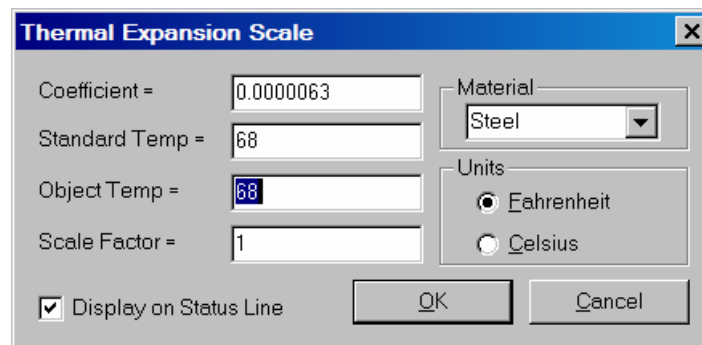 Thermal Expansion Scale
Coefficient = 0.0000063
Standard Temp = 68
Object Temp = 68
Scale Factor = 1
Display on Status Line
Material
Steel
Units
Fahrenheit
Celsius
OK
Cancel